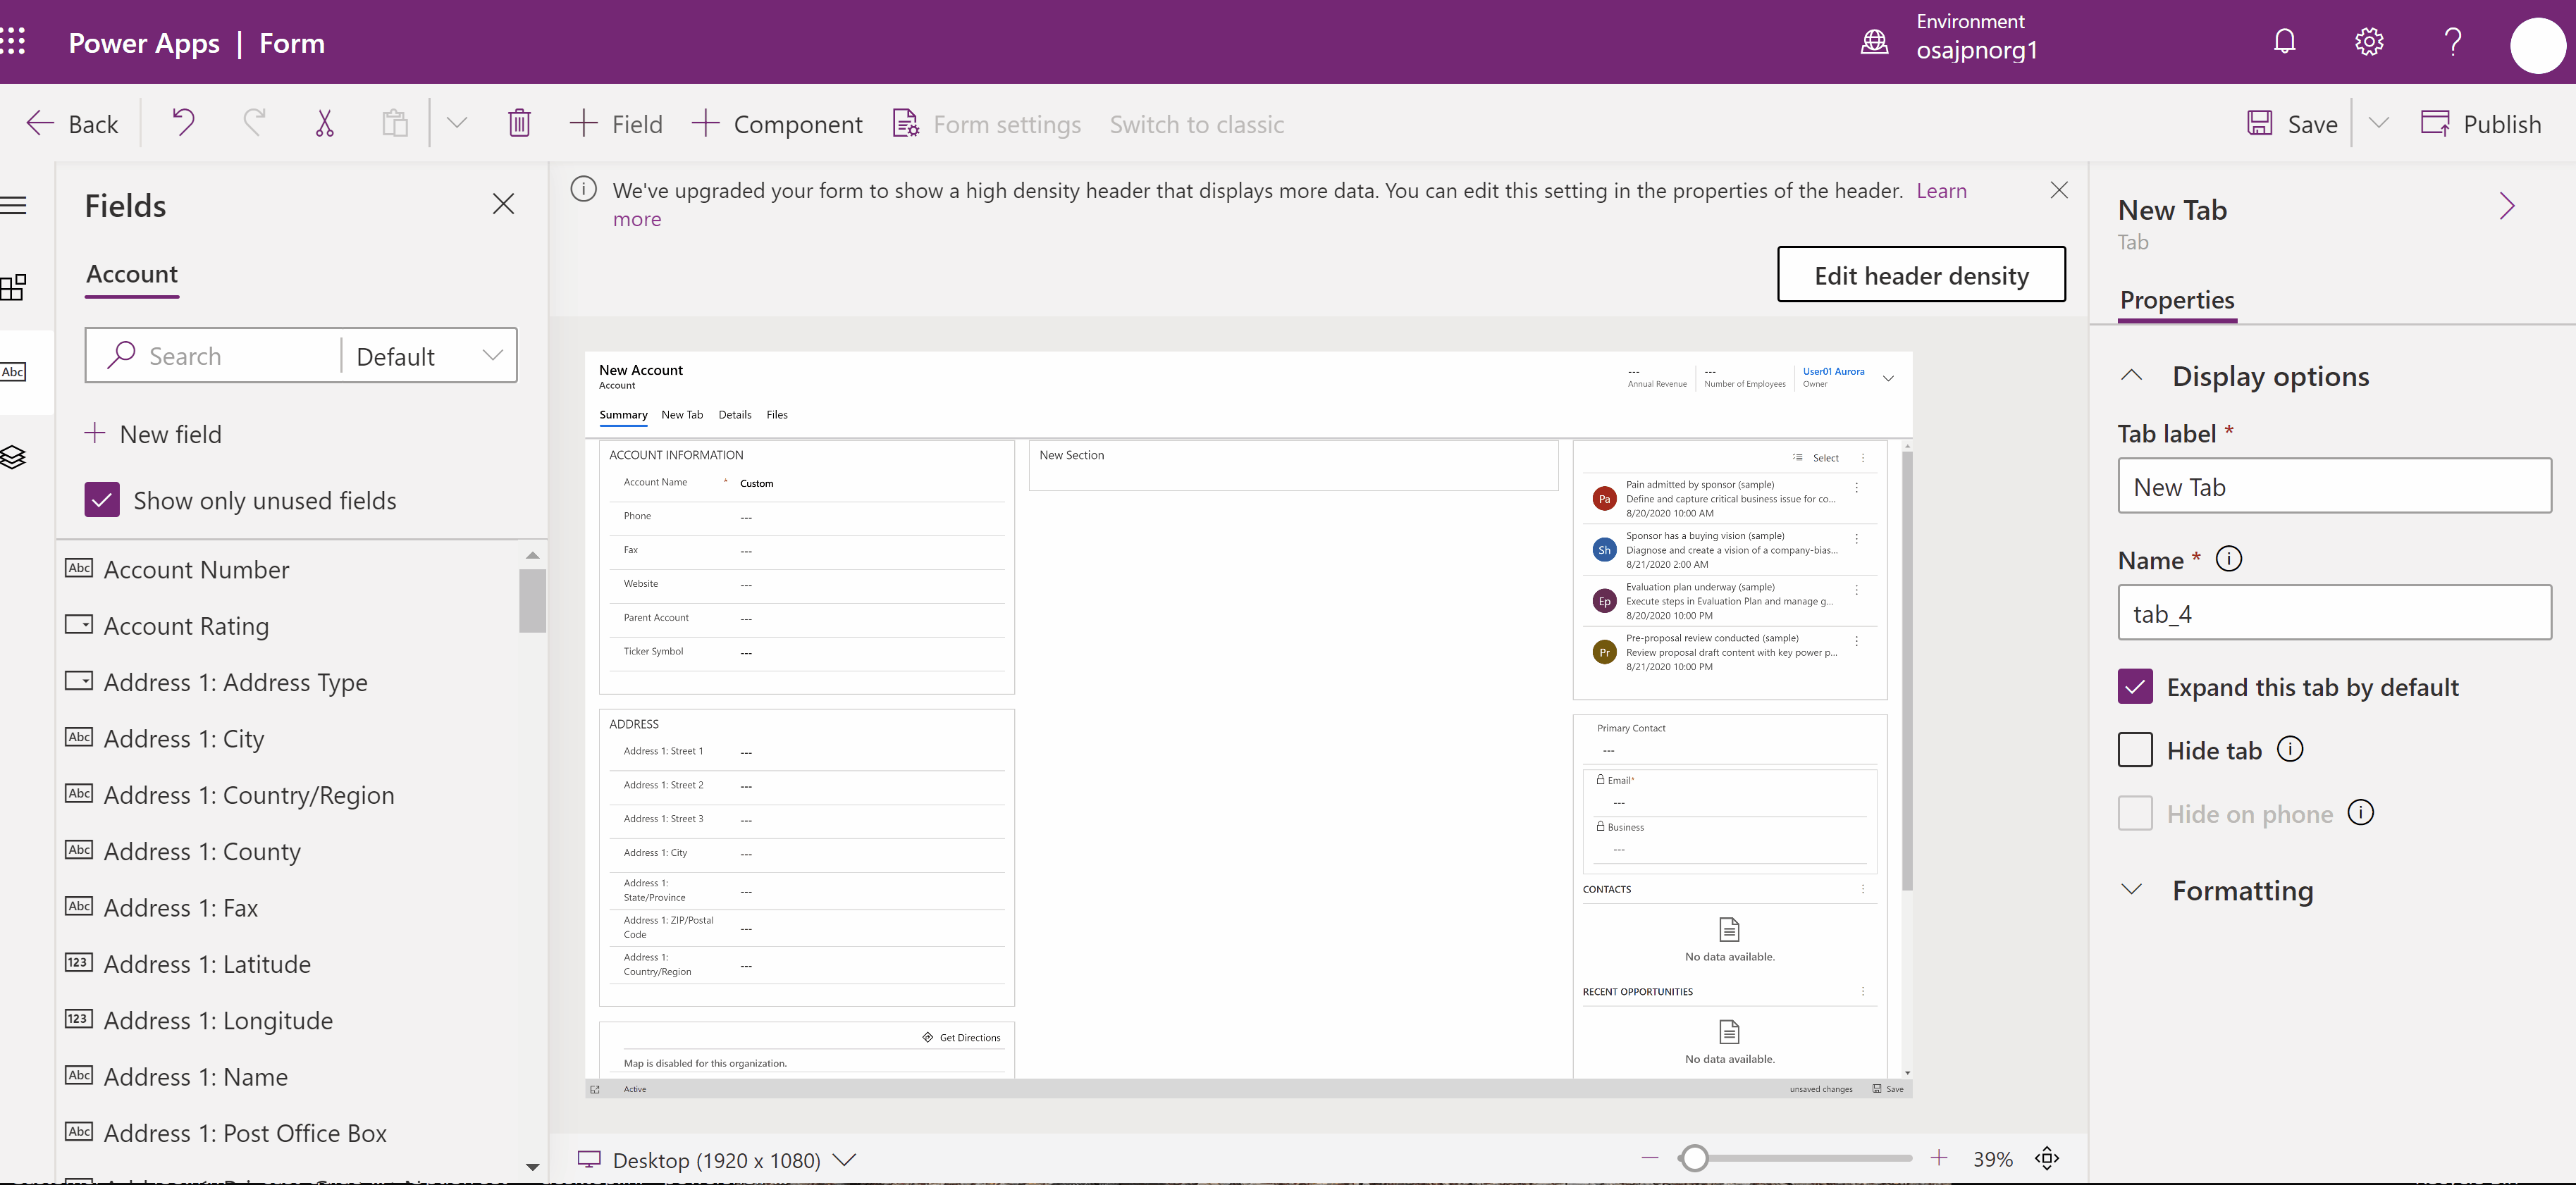 Power Apps | Form
Environment
osajpnorg1
Back
Field
Component
Form settings
Switch to classic
Save
Publish
Fields
Account
Search
Default
New field
Show only unused fields
Abc Account Number
Account Rating
Address 1: Address Type
Abc Address 1: City
Abc Address 1: Country/Region
Abc Address 1: County
Abc Address 1: Fax
123 Address 1: Latitude
123 Address 1: Longitude
Abc Address 1: Name
Abc Address 1: Post Office Box
Abc
We've upgraded your form to show a high density header that displays more data. You can edit this setting in the properties of the header. Learn
more
Edit header density
New Account
Account
---
Annual Revenue
---
Number of Employees
User01 Aurora
Owner
Summary New Tab Details Files
ACCOUNT INFORMATION
Account Name * Custom
Phone ---
Fax ---
Website ---
Parent Account ---
Ticker Symbol ---
ADDRESS
Address 1: Street 1 ---
Address 1: Street 2 ---
Address 1: Street 3 ---
Address 1: City ---
Address 1:
State/Province ---
Address 1: ZIP/Postal
Code ---
Address 1:
Country/Region ---
Get Directions
Map is disabled for this organization.
New Section
Select
Pa
Pain admitted by sponsor (sample)
Define and capture critical business issue for co...
8/20/2020 10:00 AM
Sh
Sponsor has a buying vision (sample)
Diagnose and create a vision of a company-bias...
8/21/2020 2:00 AM
Ep
Evaluation plan underway (sample)
Execute steps in Evaluation Plan and manage g...
8/20/2020 10:00 PM
Pr
Pre-proposal review conducted (sample)
Review proposal draft content with key power p...
8/21/2020 10:00 PM
Primary Contact
---
Email*
---
Business
---
CONTACTS
No data available.
RECENT OPPORTUNITIES
No data available.
Active
unsaved changes
Save
Desktop (1920 x 1080)
39%
New Tab
Tab
Properties
Display options
Tab label *
New Tab
Name *
tab_4
Expand this tab by default
Hide tab
Hide on phone
Formatting